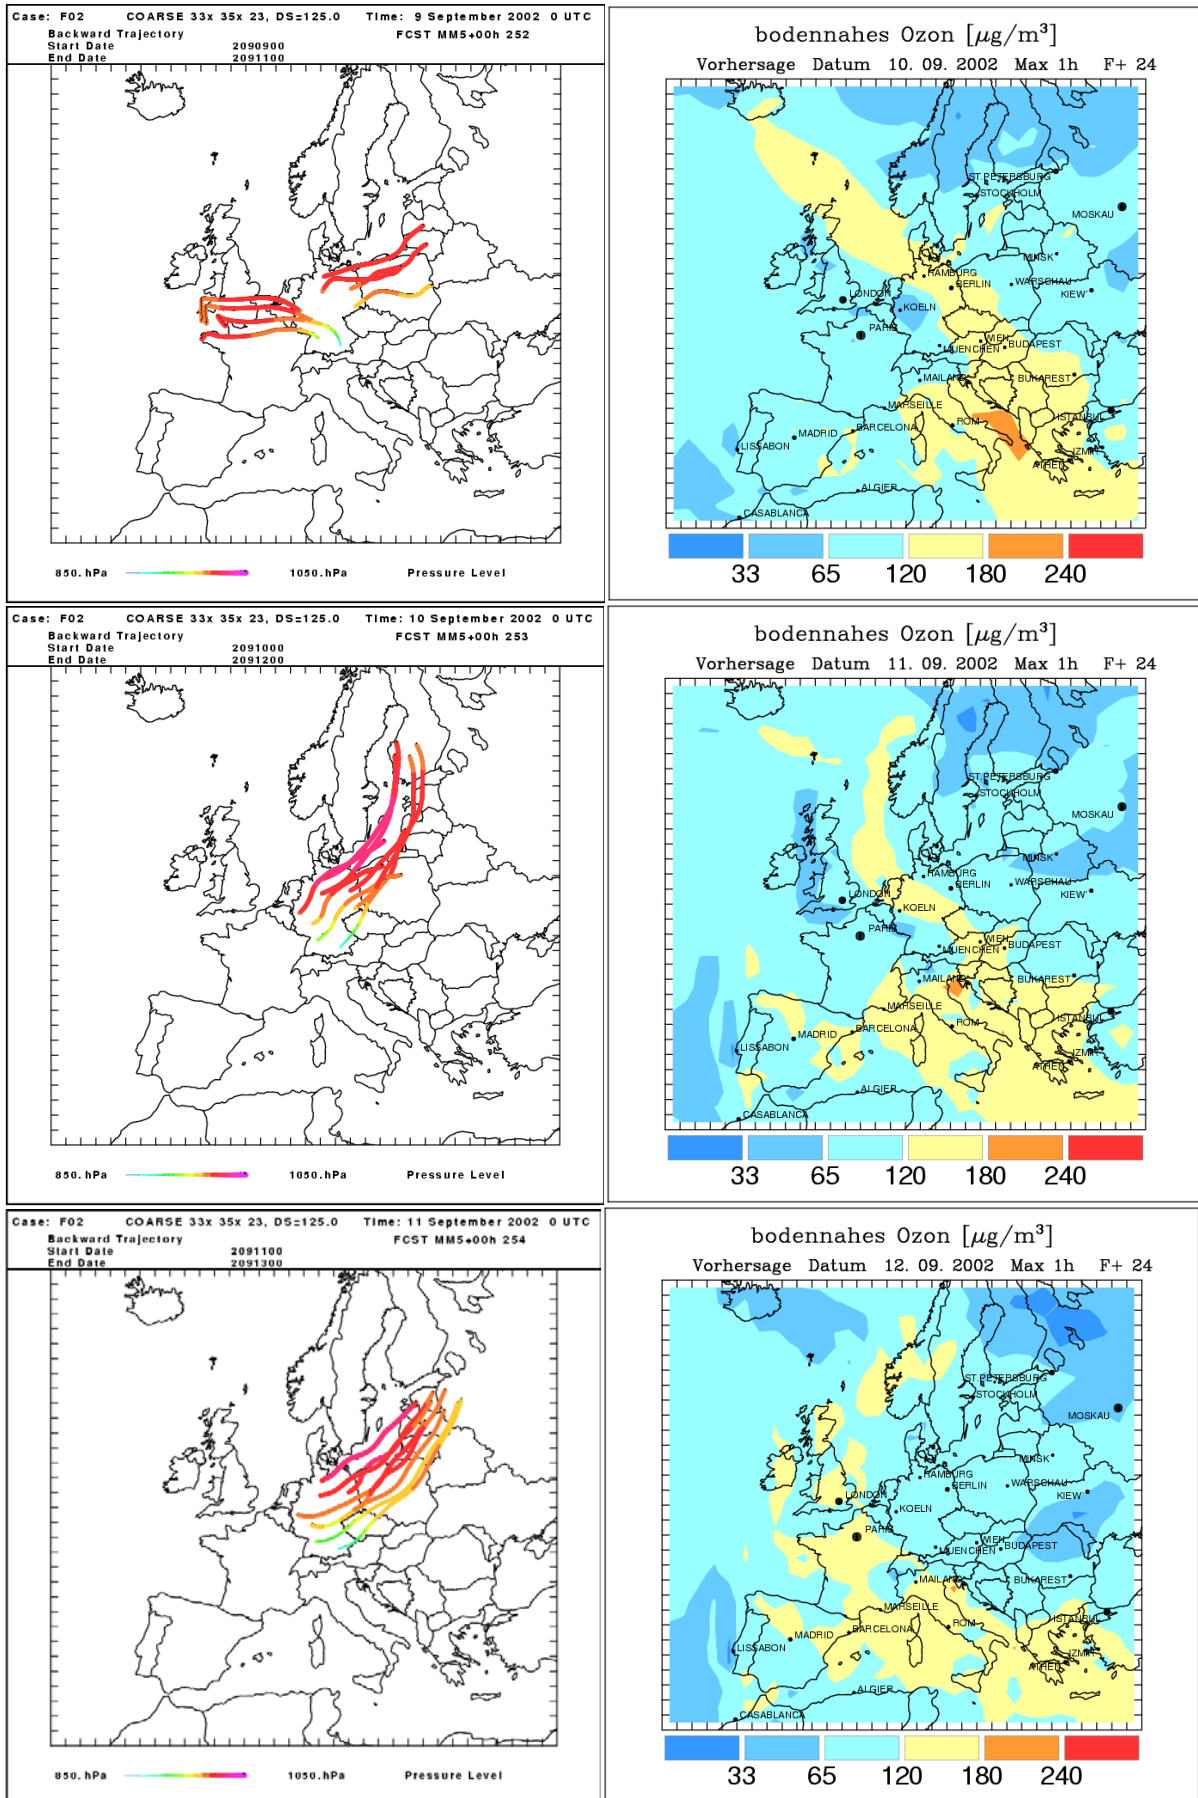 Case: F02 COARSE 33x 35x 23, DS=125.0 Time: 9 September 2002 0 UTC
Backward Trajectory FCST MM5+00h 252
Start Date 2090900
End Date 2091100
850.hPa 1050.hPa Pressure Level
bodennahes Ozon [µg/m³]
Vorhersage Datum 10.09.2002 Max 1h F+ 24
ST.PETERSBURG
STOCKHOLM
MOSKAU
MINSK
HAMBURG
BERLIN
WARSCHAU
KIEW
LONDON
KOELN
PARIS
WIEN
MUENCHEN
BUDAPEST
MAILAND
BUKAREST
MARSEILLE
ISTANBUL
ROM
BARCELONA
MADRID
LISSABON
IZMIR
ATHEN
ALGIER
CASABLANCA
33 65 120 180 240
Case: F02 COARSE 33x 35x 23, DS=125.0 Time: 10 September 2002 0 UTC
Backward Trajectory FCST MM5+00h 253
Start Date 2091000
End Date 2091200
850.hPa 1050.hPa Pressure Level
bodennahes Ozon [µg/m³]
Vorhersage Datum 11.09.2002 Max 1h F+ 24
ST.PETERSBURG
STOCKHOLM
MOSKAU
MINSK
HAMBURG
BERLIN
WARSCHAU
KIEW
LONDON
KOELN
PARIS
WIEN
MUENCHEN
BUDAPEST
MAILAND
BUKAREST
MARSEILLE
ISTANBUL
ROM
BARCELONA
MADRID
LISSABON
IZMIR
ATHEN
ALGIER
CASABLANCA
33 65 120 180 240
Case: F02 COARSE 33x 35x 23, DS=125.0 Time: 11 September 2002 0 UTC
Backward Trajectory FCST MM5+00h 254
Start Date 2091100
End Date 2091300
850.hPa 1050.hPa Pressure Level
bodennahes Ozon [µg/m³]
Vorhersage Datum 12.09.2002 Max 1h F+ 24
ST.PETERSBURG
STOCKHOLM
MOSKAU
MINSK
HAMBURG
BERLIN
WARSCHAU
KIEW
LONDON
KOELN
PARIS
WIEN
MUENCHEN
BUDAPEST
MAILAND
BUKAREST
MARSEILLE
ISTANBUL
ROM
BARCELONA
MADRID
LISSABON
IZMIR
ATHEN
ALGIER
CASABLANCA
33 65 120 180 240